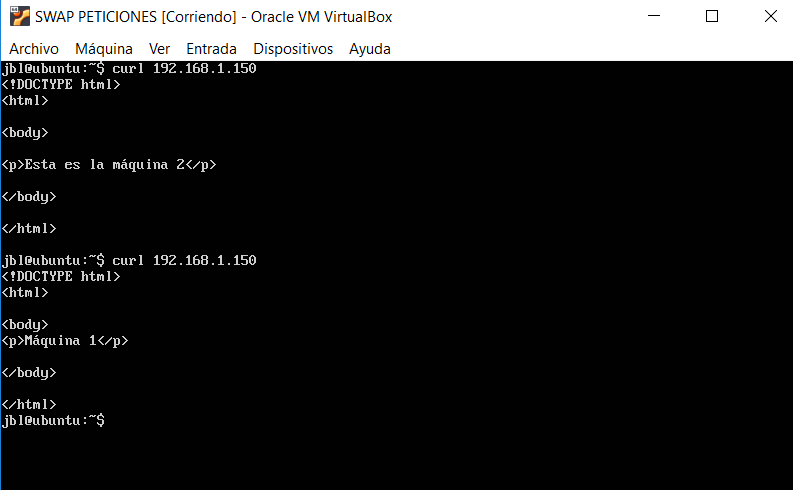 SWAP PETICIONES [Corriendo] - Oracle VM VirtualBox
Archivo Máquina Ver Entrada Dispositivos Ayuda
jbl@ubuntu:~$ curl 192.168.1.150
<!DOCTYPE html>
<html>
<body>
<p>Esta es la máquina 2</p>
</body>
</html>
jbl@ubuntu:~$ curl 192.168.1.150
<!DOCTYPE html>
<html>
<body>
<p>Máquina 1</p>
</body>
</html>
jbl@ubuntu:~$